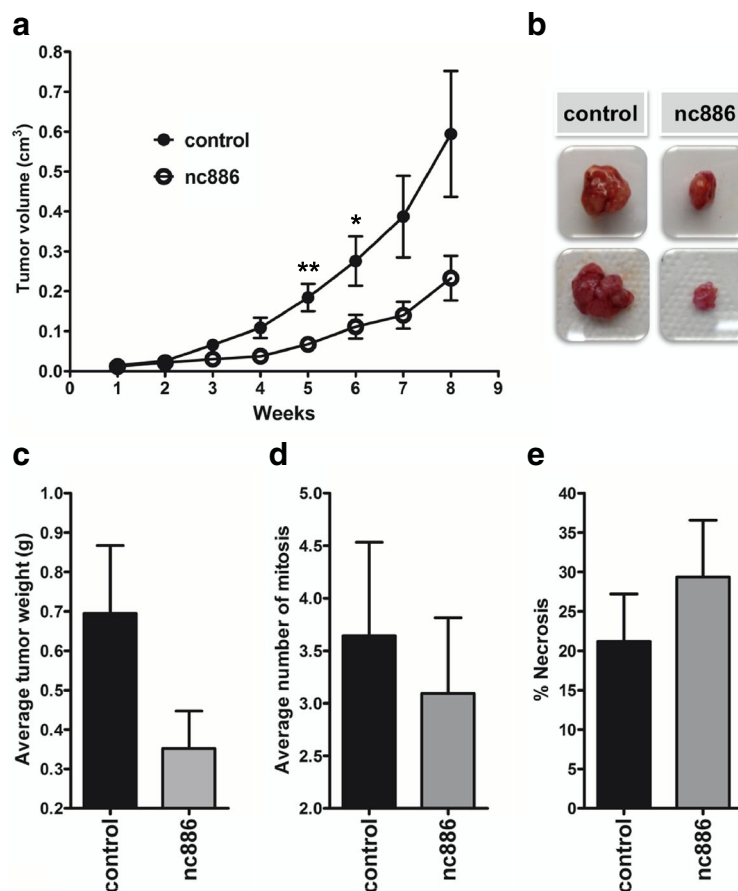 a
Tumor volume (cm³)
0.8
0.7
0.6
0.5
0.4
0.3
0.2
0.1
0.0
control
nc886
**
*
0 1 2 3 4 5 6 7 8 9
Weeks
b
control nc886
c
Average tumor weight (g)
1.0
0.9
0.8
0.7
0.6
0.5
0.4
0.3
0.2
control nc886
d
Average number of mitosis
5.0
4.5
4.0
3.5
3.0
2.5
2.0
control nc886
e
% Necrosis
40
35
30
25
20
15
10
5
0
control nc886